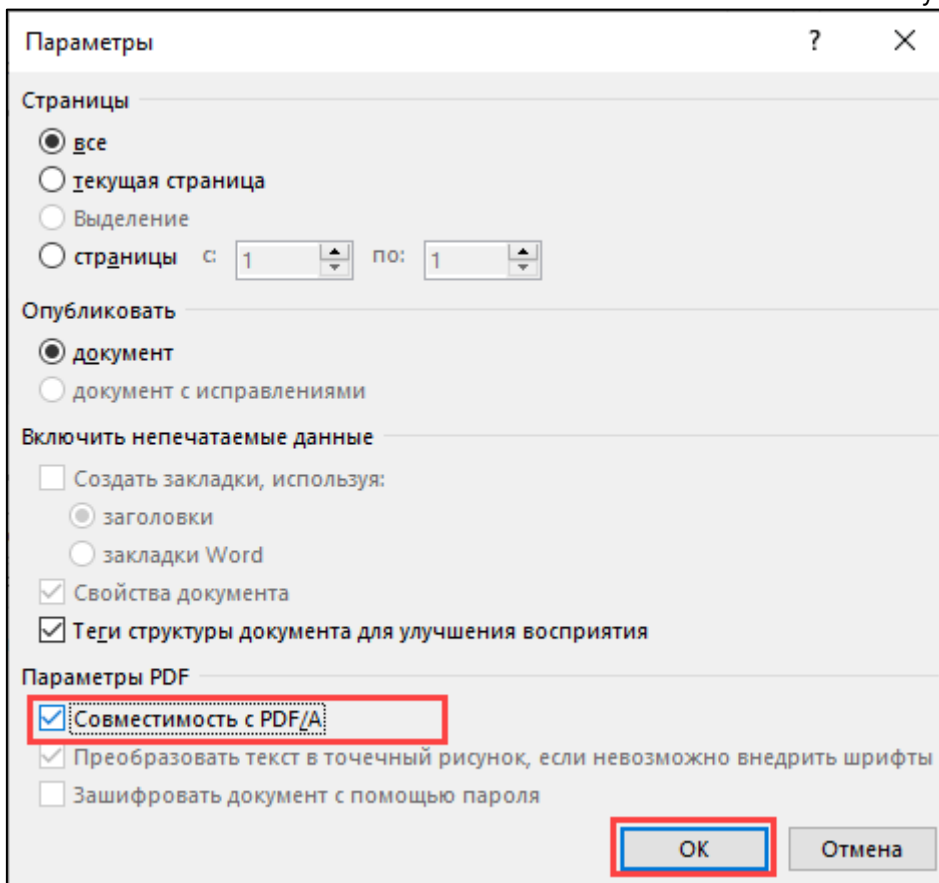 Параметры ? ×
Страницы
все
текущая страница
Выделение
страницы с: 1 по: 1
Опубликовать
документ
документ с исправлениями
Включить непечатаемые данные
Создать закладки, используя:
заголовки
закладки Word
Свойства документа
Теги структуры документа для улучшения восприятия
Параметры PDF
Совместимость с PDF/A
Преобразовать текст в точечный рисунок, если невозможно внедрить шрифты
Зашифровать документ с помощью пароля
ОК Отмена